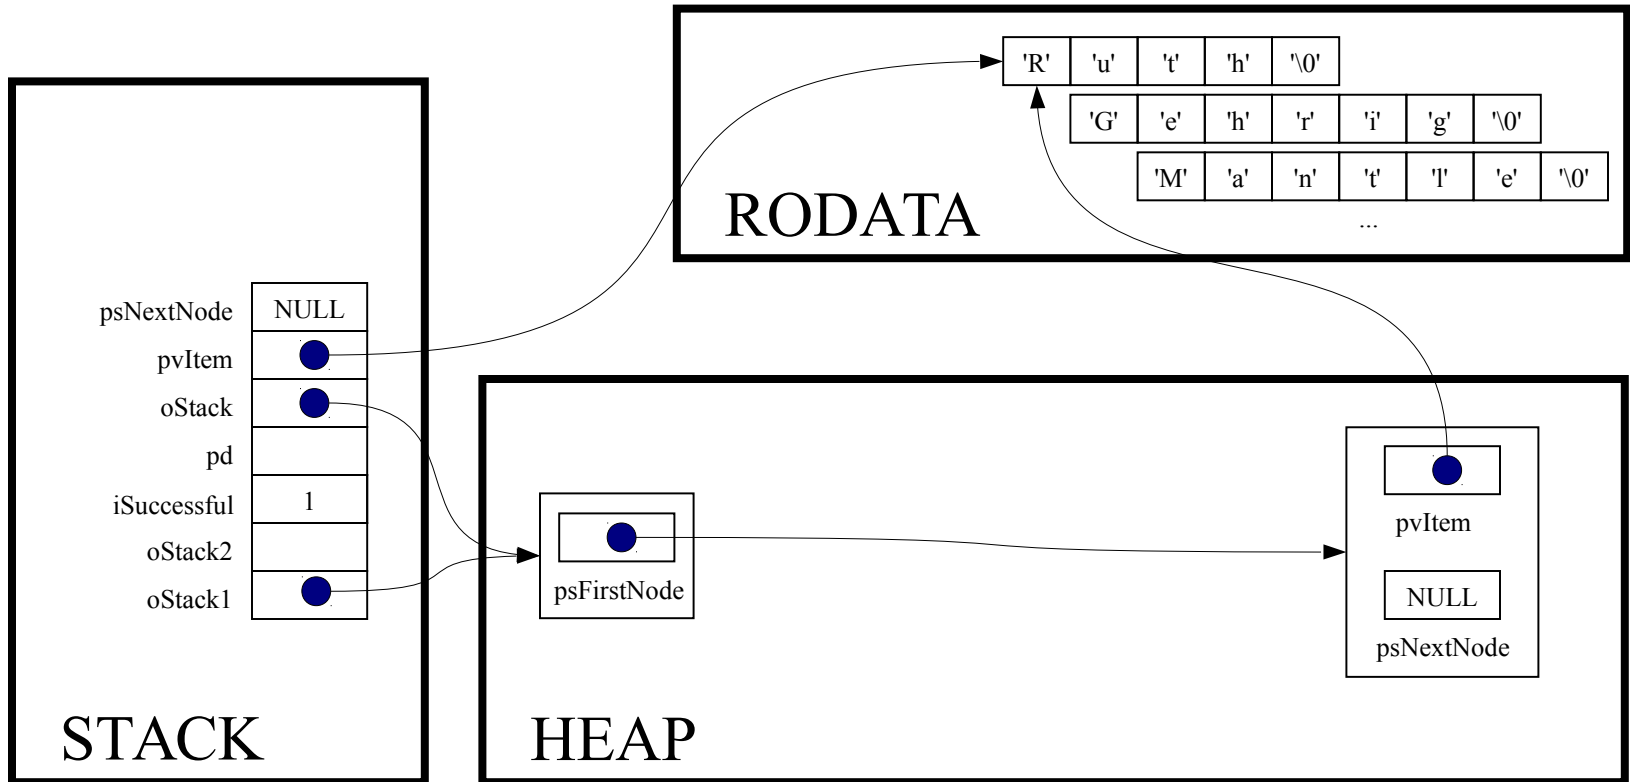 'R' 'u' 't' 'h' '\0'
'G' 'e' 'h' 'r' 'i' 'g' '\0'
'M' 'a' 'n' 't' 'l' 'e' '\0'
...
RODATA
psNextNode NULL
pvItem
oStack
pd
iSuccessful 1
oStack2
oStack1
STACK
psFirstNode
pvItem
NULL
psNextNode
HEAP